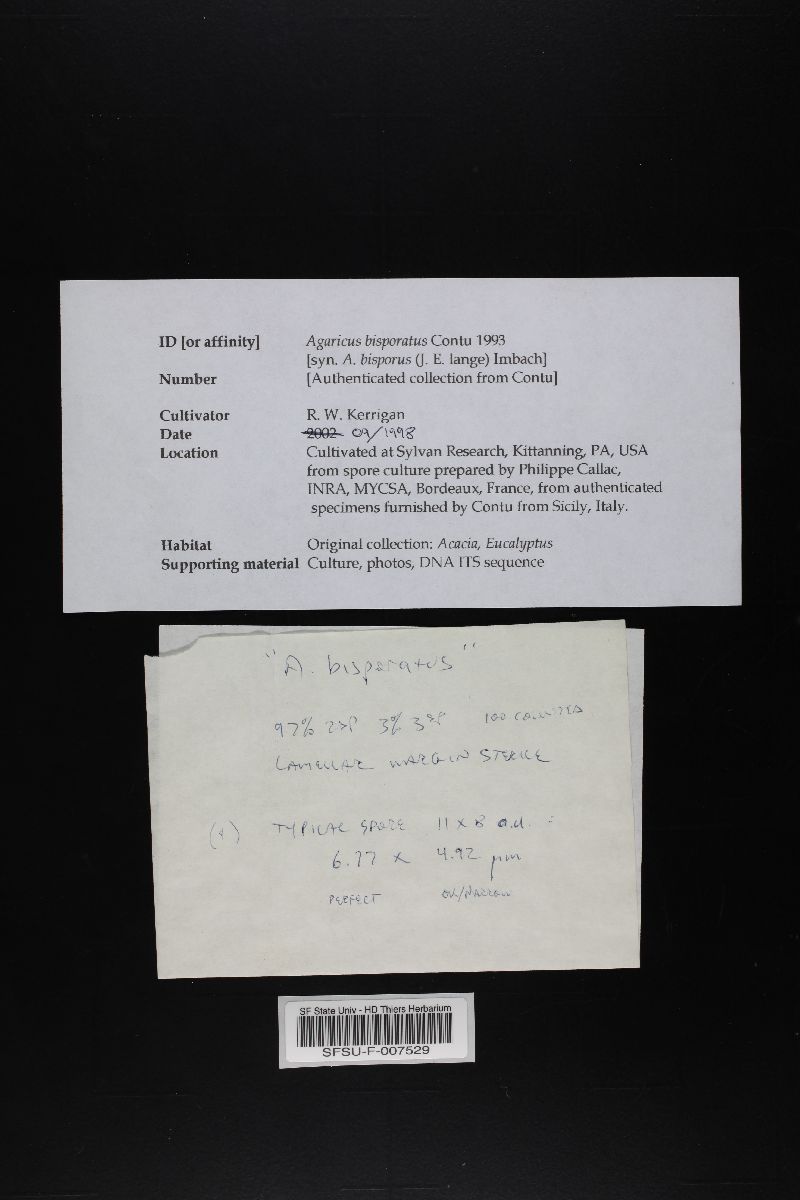 ID [or affinity] Agaricus bisporatus Contu 1993
[syn. A. bisporus (J. E. lange) Imbach]
Number [Authenticated collection from Contu]
Cultivator R. W. Kerrigan
Date 2002 09/1998
Location Cultivated at Sylvan Research, Kittanning, PA, USA
from spore culture prepared by Philippe Callac,
INRA, MYCSA, Bordeaux, France, from authenticated
specimens furnished by Contu from Sicily, Italy.
Habitat Original collection: Acacia, Eucalyptus
Supporting material Culture, photos, DNA ITS sequence
"A. bisporatus"
97% 2sp 3% 3sp 100 COUNTED
LAMELLAR MARGIN STERILE
TYPICAL SPORE 11 x 8 a.u. =
6.77 x 4.92 µm
PERFECT OK/NARROW
SF State Univ - HD Thiers Herbarium
SFSU-F-007529